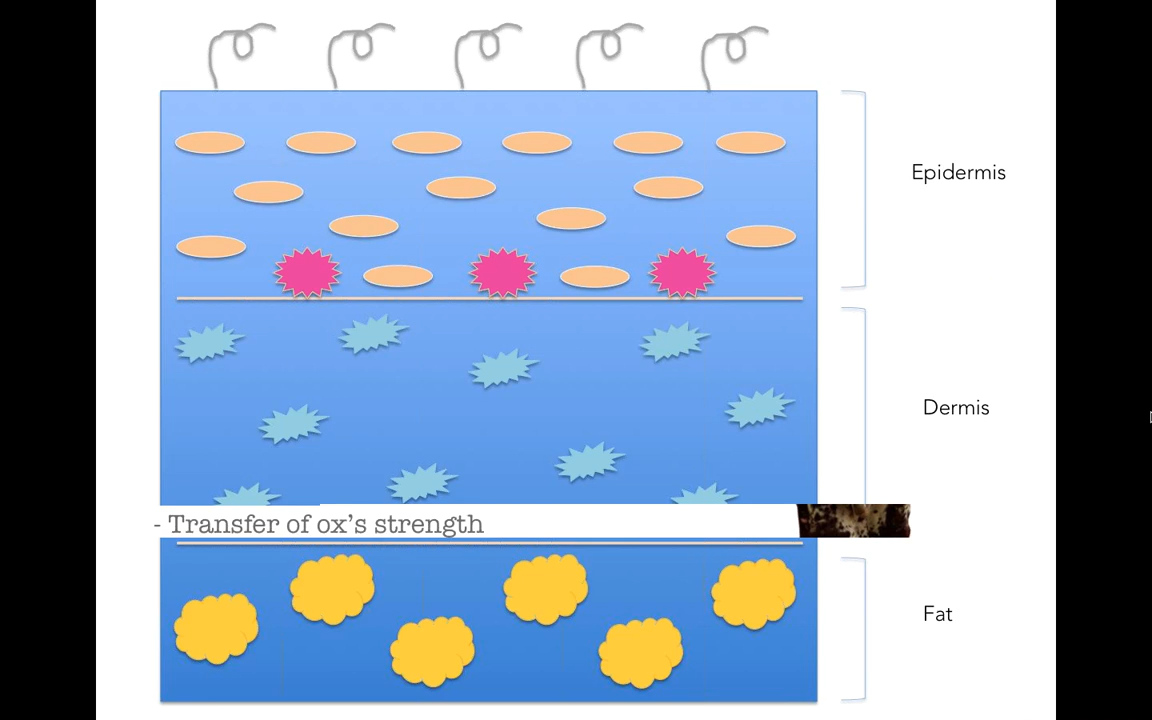 Epidermis
Dermis
- Transfer of ox's strength
Fat